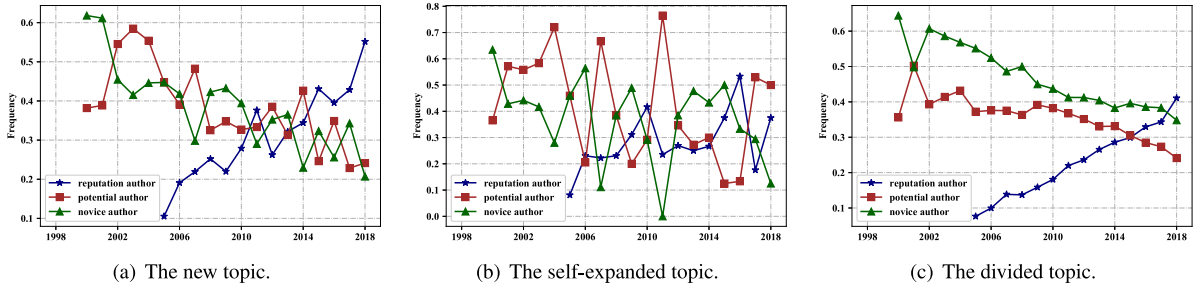 0.6
0.5
0.4
0.3
0.2
0.1
Frequency
reputation author
potential author
novice author
1998 2002 2006 2010 2014 2018
(a) The new topic.
0.8
0.7
0.6
0.5
0.4
0.3
0.2
0.1
0.0
Frequency
reputation author
potential author
novice author
1998 2002 2006 2010 2014 2018
(b) The self-expanded topic.
0.6
0.5
0.4
0.3
0.2
0.1
Frequency
reputation author
potential author
novice author
1998 2002 2006 2010 2014 2018
(c) The divided topic.